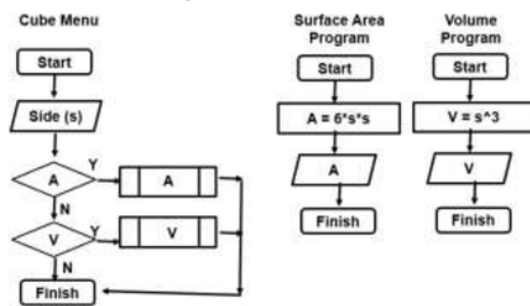 Cube Menu
Start
Side (s)
A
Y
A
N
V
Y
V
N
Finish
Surface Area
Program
Start
A = 6*s*s
A
Finish
Volume
Program
Start
V = s^3
V
Finish